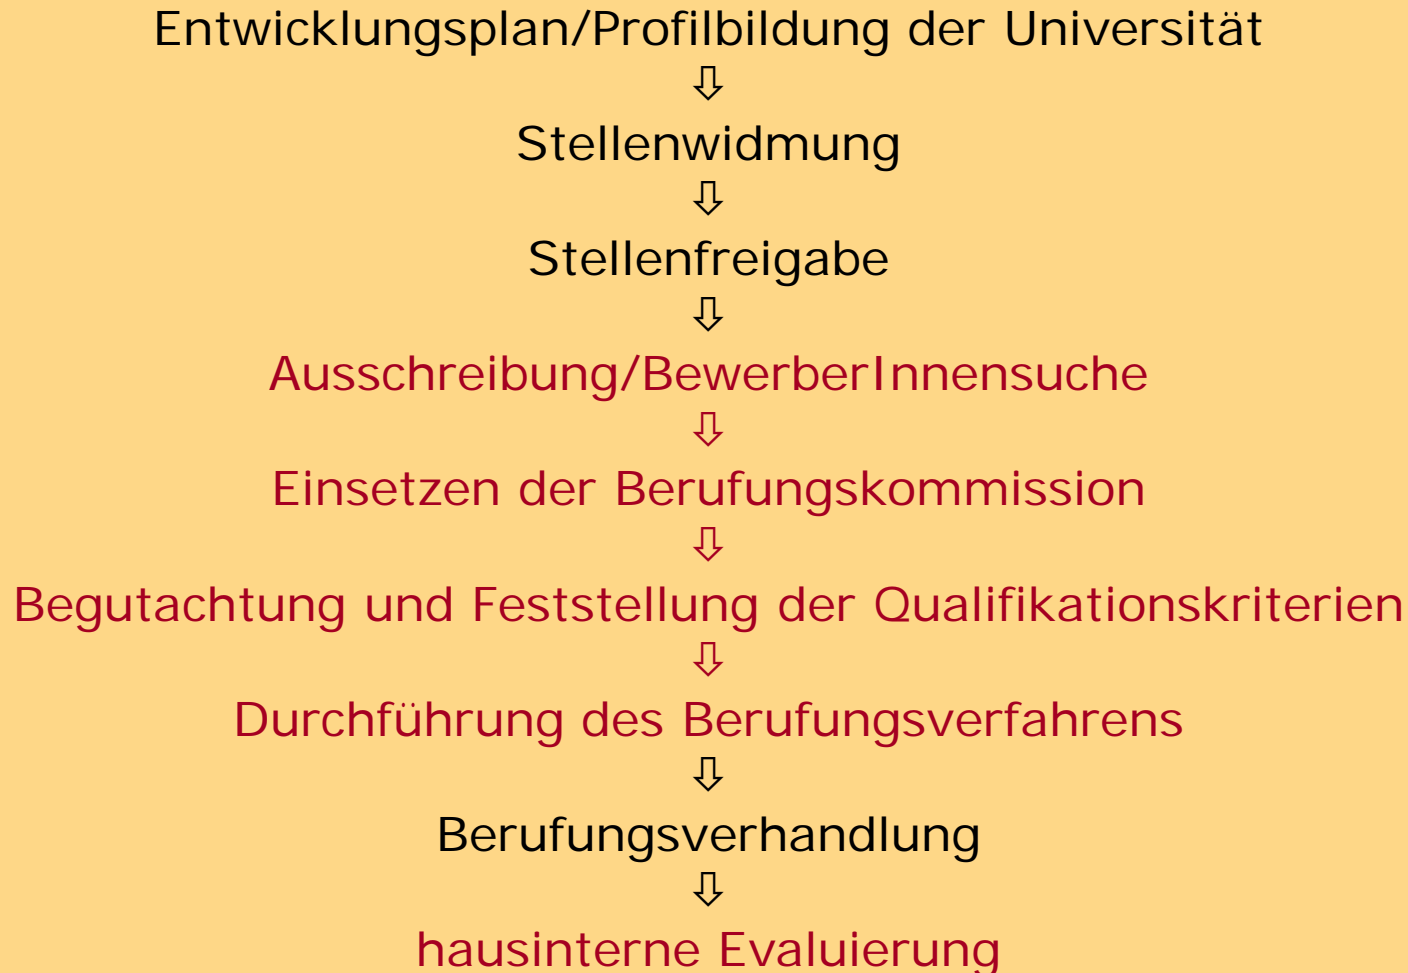 Entwicklungsplan/Profilbildung der Universität
⇩
Stellenwidmung
⇩
Stellenfreigabe
⇩
Ausschreibung/BewerberInnensuche
⇩
Einsetzen der Berufungskommission
⇩
Begutachtung und Feststellung der Qualifikationskriterien
⇩
Durchführung des Berufungsverfahrens
⇩
Berufungsverhandlung
⇩
hausinterne Evaluierung